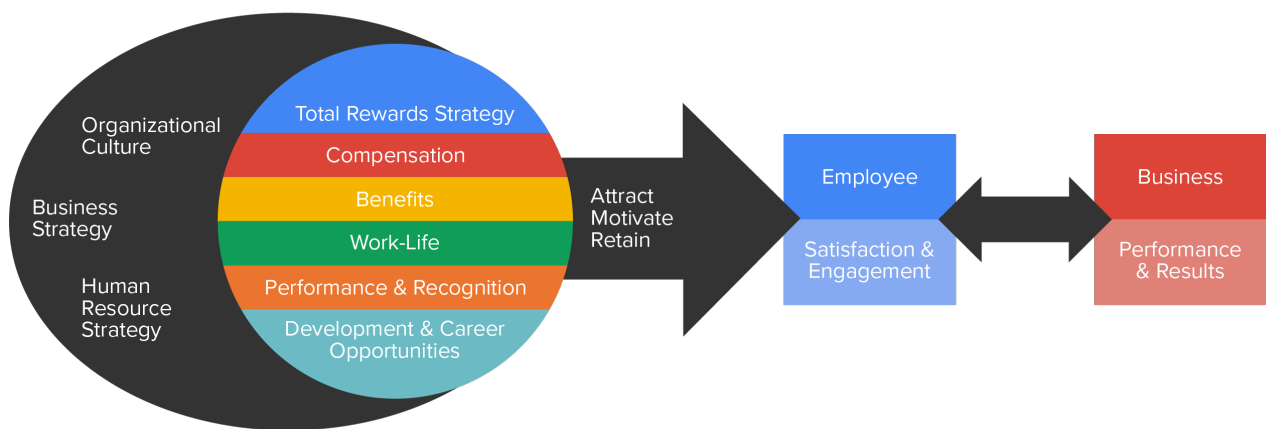 Organizational
Culture
Business
Strategy
Human
Resource
Strategy
Total Rewards Strategy
Compensation
Benefits
Work-Life
Performance & Recognition
Development & Career
Opportunities
Attract
Motivate
Retain
Employee
Satisfaction &
Engagement
Business
Performance
& Results